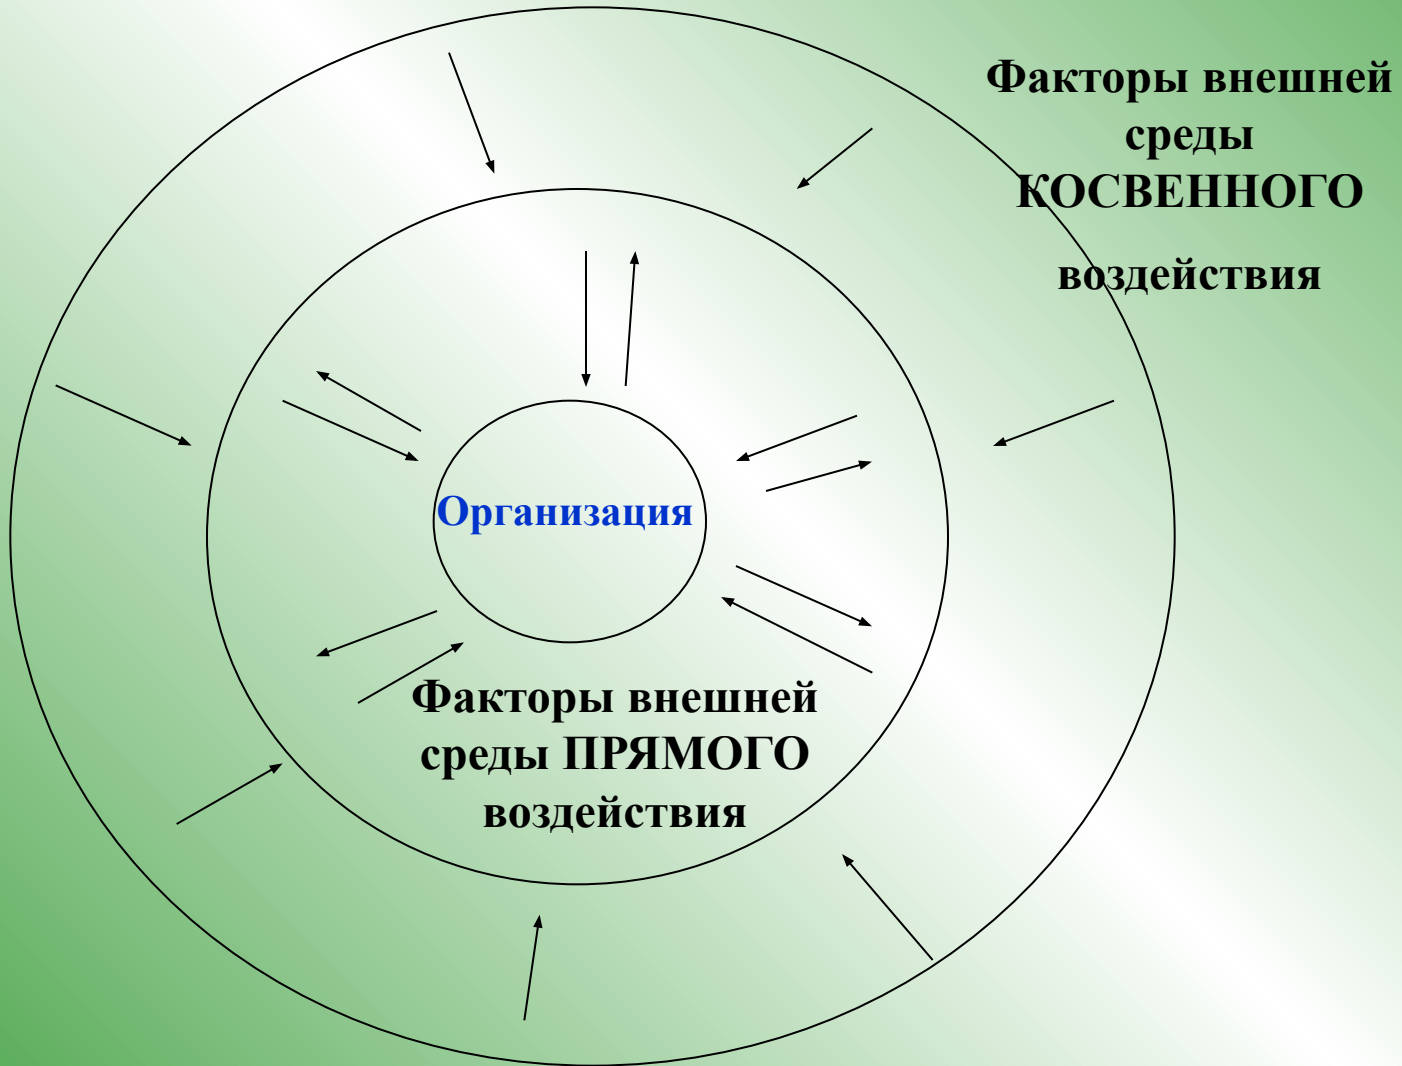 Факторы внешней
среды
КОСВЕННОГО
воздействия
Организация
Факторы внешней
среды ПРЯМОГО
воздействия